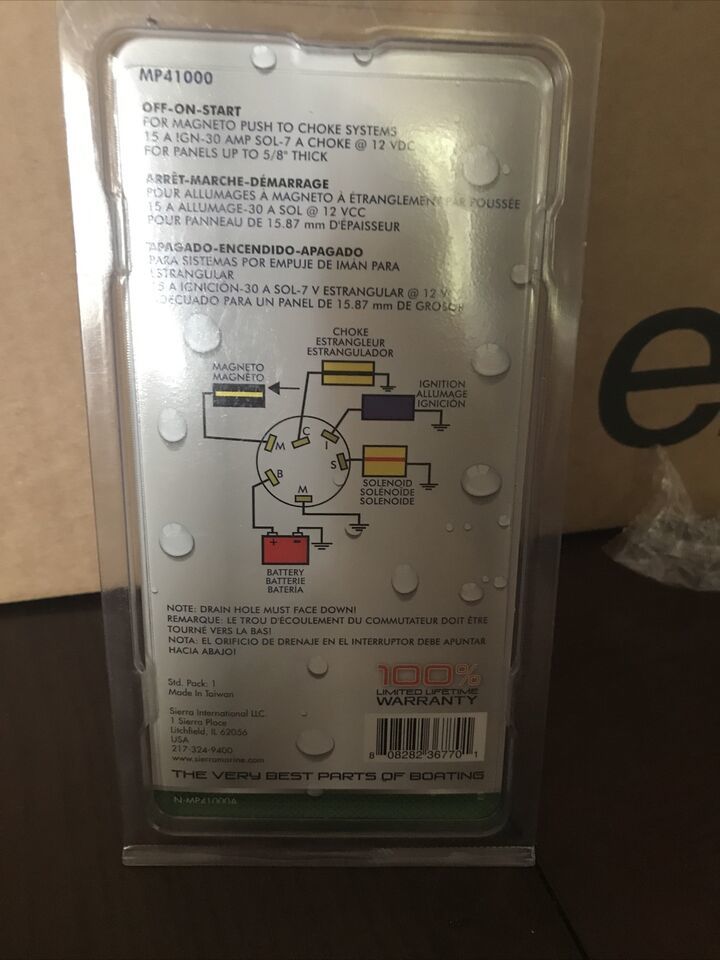 MP41000
OFF-ON-START
FOR MAGNETO PUSH TO CHOKE SYSTEMS
15 A IGN-30 AMP SOL-7 A CHOKE @ 12 VDC
FOR PANELS UP TO 5/8" THICK
ARRÊT-MARCHE-DÉMARRAGE
POUR ALLUMAGES À MAGNETO À ÉTRANGLEMENT PAR POUSSÉE
15 A ALLUMAGE-30 A SOL @ 12 VCC
POUR PANNEAU DE 15.87 mm D'ÉPAISSEUR
APAGADO-ENCENDIDO-APAGADO
PARA SISTEMAS POR EMPUJE DE IMÁN PARA
ESTRANGULAR
15 A IGNICIÓN-30 A SOL-7 V ESTRANGULAR @ 12
ADECUADO PARA UN PANEL DE 15.87 mm DE GROSOR
CHOKE
ESTRANGLEUR
ESTRANGULADOR
MAGNETO
MAGNÉTO
IGNITION
ALLUMAGE
IGNICIÓN
M
C
I
S
B
M
SOLENOID
SOLÉNOÏDE
SOLENOIDE
+ -
BATTERY
BATTERIE
BATERÍA
NOTE: DRAIN HOLE MUST FACE DOWN!
REMARQUE: LE TROU D'ÉCOULEMENT DU COMMUTATEUR DOIT ÊTRE
TOURNÉ VERS LA BAS!
NOTA: EL ORIFICIO DE DRENAJE EN EL INTERRUPTOR DEBE APUNTAR
HACIA ABAJO!
Std. Pack: 1
Made In Taiwan
Sierra International LLC.
1 Sierra Place
Litchfield, IL 62056
USA
217-324-9400
www.sierramarine.com
100%
LIMITED LIFETIME
WARRANTY
8 08282 36770 1
THE VERY BEST PARTS OF BOATING
N-MP41000A
e